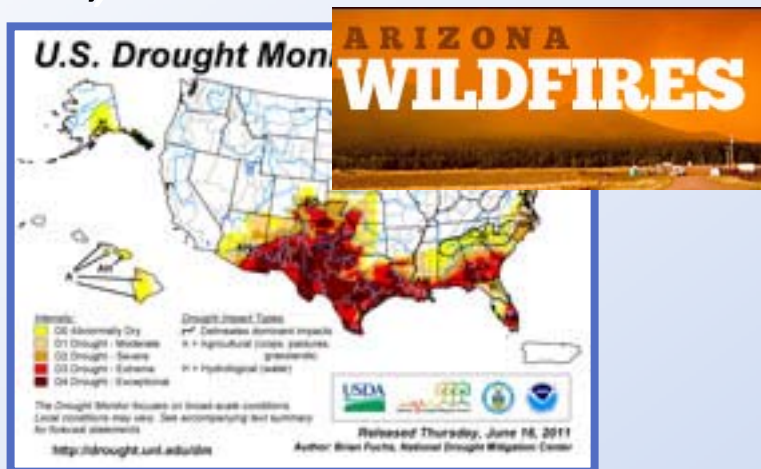 U.S. Drought Moni
ARIZONA
WILDFIRES
A
AH
Intensity:
D0 Abnormally Dry
D1 Drought - Moderate
D2 Drought - Severe
D3 Drought - Extreme
D4 Drought - Exceptional
Drought Impact Types:
Delineates dominant impacts
A = Agricultural (crops, pastures,
grasslands)
H = Hydrological (water)
USDA
The Drought Monitor focuses on broad-scale conditions.
Local conditions may vary. See accompanying text summary
for forecast statements.
Released Thursday, June 16, 2011
Author: Brian Fuchs, National Drought Mitigation Center
http://drought.unl.edu/dm